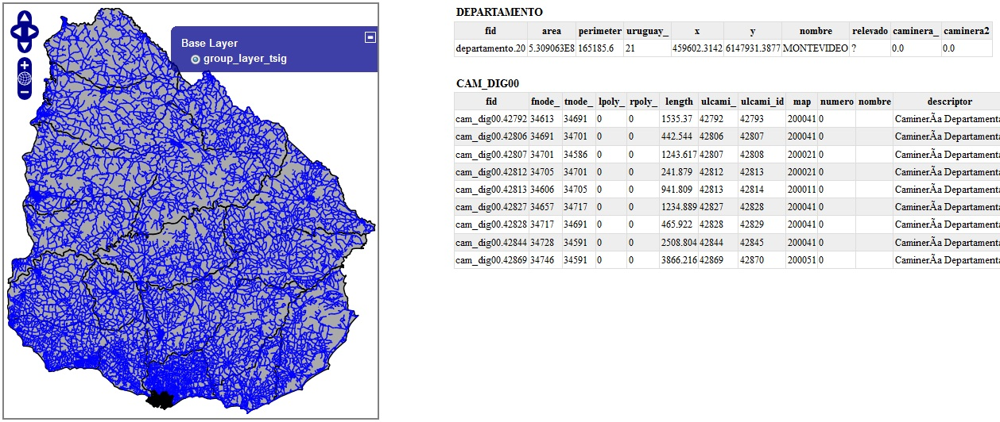 Base Layer
group_layer_tsig
DEPARTAMENTO
fid area perimeter uruguay_ x y nombre relevado caminera_ caminera2
departamento.20 5.309063E8 165185.6 21 459602.3142 6147931.3877 MONTEVIDEO ? 0.0 0.0
CAM_DIG00
fid fnode_ tnode_ lpoly_ rpoly_ length ulcami_ ulcami_id map numero nombre descriptor
cam_dig00.42792 34613 34691 0 0 1535.37 42792 42793 200041 0 CaminerÃa Departamenta
cam_dig00.42806 34691 34701 0 0 442.544 42806 42807 200041 0 CaminerÃa Departamenta
cam_dig00.42807 34701 34586 0 0 1243.617 42807 42808 200021 0 CaminerÃa Departamenta
cam_dig00.42812 34705 34701 0 0 241.879 42812 42813 200021 0 CaminerÃa Departamenta
cam_dig00.42813 34606 34705 0 0 941.809 42813 42814 200011 0 CaminerÃa Departamenta
cam_dig00.42827 34657 34717 0 0 1234.889 42827 42828 200041 0 CaminerÃa Departamenta
cam_dig00.42828 34717 34691 0 0 465.922 42828 42829 200041 0 CaminerÃa Departamenta
cam_dig00.42844 34728 34591 0 0 2508.804 42844 42845 200041 0 CaminerÃa Departamenta
cam_dig00.42869 34746 34591 0 0 3866.216 42869 42870 200051 0 CaminerÃa Departamenta